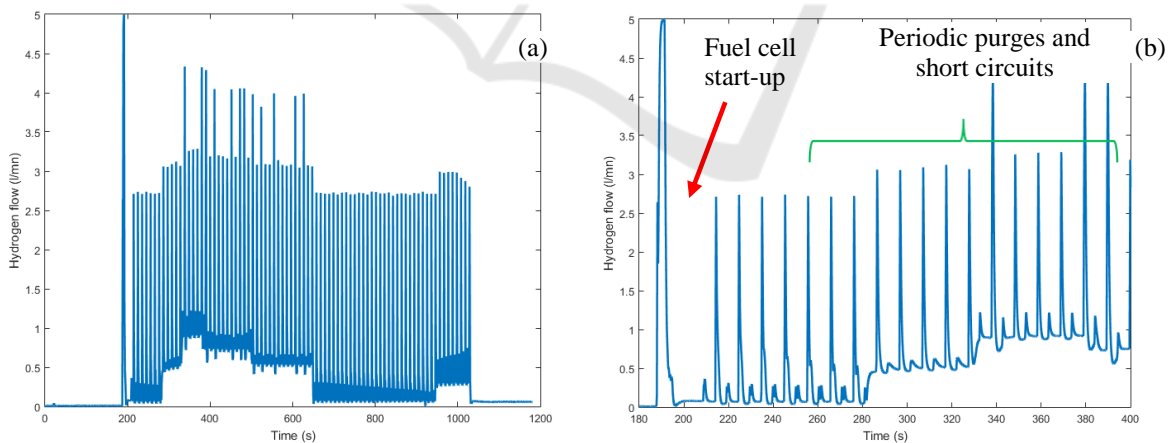 5
4.5
4
3.5
3
2.5
2
1.5
1
0.5
0
Hydrogen flow (l/mn)
0 200 400 600 800 1000 1200
Time (s)
(a)
5
4.5
4
3.5
3
2.5
2
1.5
1
0.5
0
Hydrogen flow (l/mn)
180 200 220 240 260 280 300 320 340 360 380 400
Time (s)
Fuel cell
start-up
Periodic purges and
short circuits
(b)